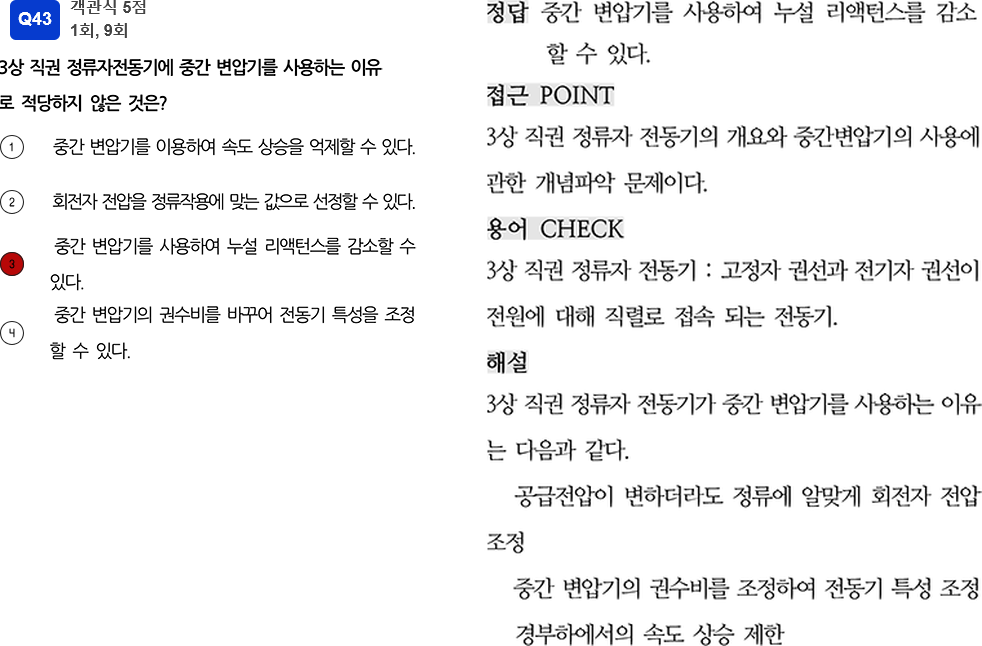 Q43
객관식 5점
1회, 9회
3상 직권 정류자전동기에 중간 변압기를 사용하는 이유
로 적당하지 않은 것은?
1 중간 변압기를 이용하여 속도 상승을 억제할 수 있다.
2 회전자 전압을 정류작용에 맞는 값으로 선정할 수 있다.
3 중간 변압기를 사용하여 누설 리액턴스를 감소할 수
있다.
4 중간 변압기의 권수비를 바꾸어 전동기 특성을 조정
할 수 있다.
정답 중간 변압기를 사용하여 누설 리액턴스를 감소
할 수 있다.
접근 POINT
3상 직권 정류자 전동기의 개요와 중간변압기의 사용에
관한 개념파악 문제이다.
용어 CHECK
3상 직권 정류자 전동기 : 고정자 권선과 전기자 권선이
전원에 대해 직렬로 접속 되는 전동기.
해설
3상 직권 정류자 전동기가 중간 변압기를 사용하는 이유
는 다음과 같다.
공급전압이 변하더라도 정류에 알맞게 회전자 전압
조정
중간 변압기의 권수비를 조정하여 전동기 특성 조정
경부하에서의 속도 상승 제한